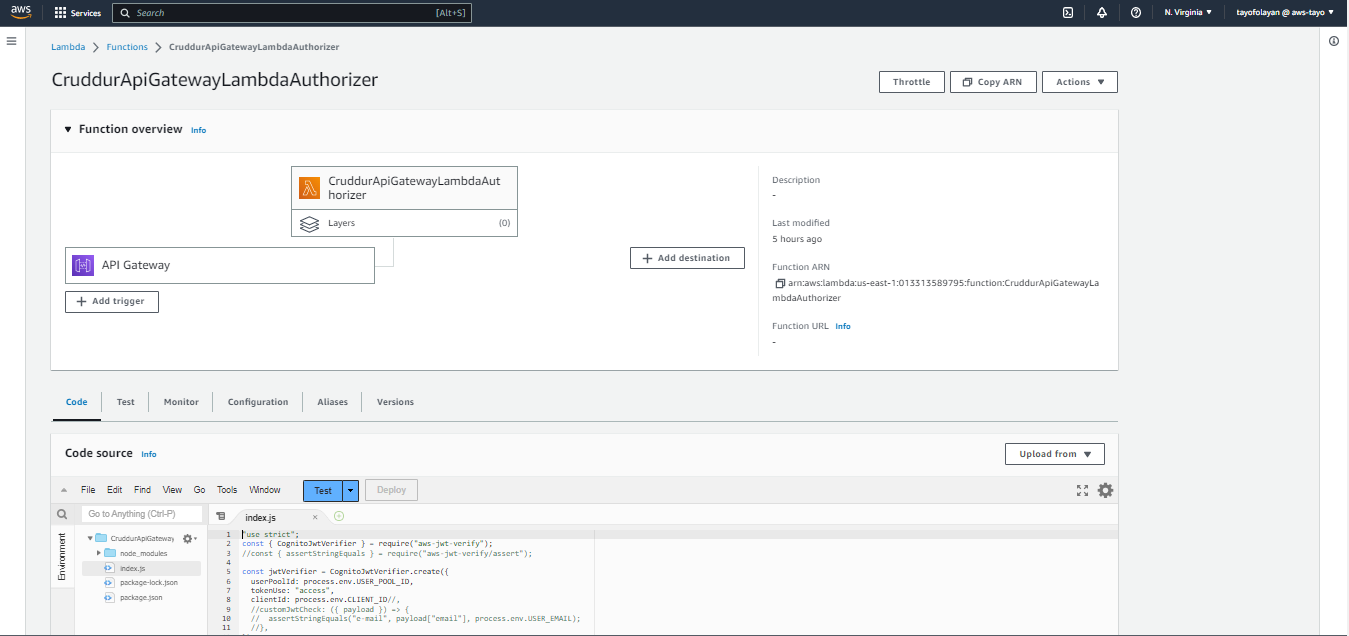 aws Services Search [Alt+S] N. Virginia ▼ tayofolayan @ aws-tayo ▼
Lambda > Functions > CruddurApiGatewayLambdaAuthorizer
CruddurApiGatewayLambdaAuthorizer
Throttle Copy ARN Actions ▼
▼ Function overview Info
CruddurApiGatewayLambdaAut
horizer
Layers (0)
API Gateway
+ Add trigger
+ Add destination
Description
-
Last modified
5 hours ago
Function ARN
arn:aws:lambda:us-east-1:013313589795:function:CruddurApiGatewayLa
mbdaAuthorizer
Function URL Info
-
Code Test Monitor Configuration Aliases Versions
Code source Info
Upload from ▼
File Edit Find View Go Tools Window Test Deploy
Go to Anything (Ctrl-P)
Environment
CruddurApiGateway
node_modules
index.js
package-lock.json
package.json
index.js ×
1 "use strict";
2 const { CognitoJwtVerifier } = require("aws-jwt-verify");
3 //const { assertStringEquals } = require("aws-jwt-verify/assert");
4
5 const jwtVerifier = CognitoJwtVerifier.create({
6 userPoolId: process.env.USER_POOL_ID,
7 tokenUse: "access",
8 clientId: process.env.CLIENT_ID//,
9 //customJwtCheck: ({ payload }) => {
10 // assertStringEquals("e-mail", payload["email"], process.env.USER_EMAIL);
11 //},